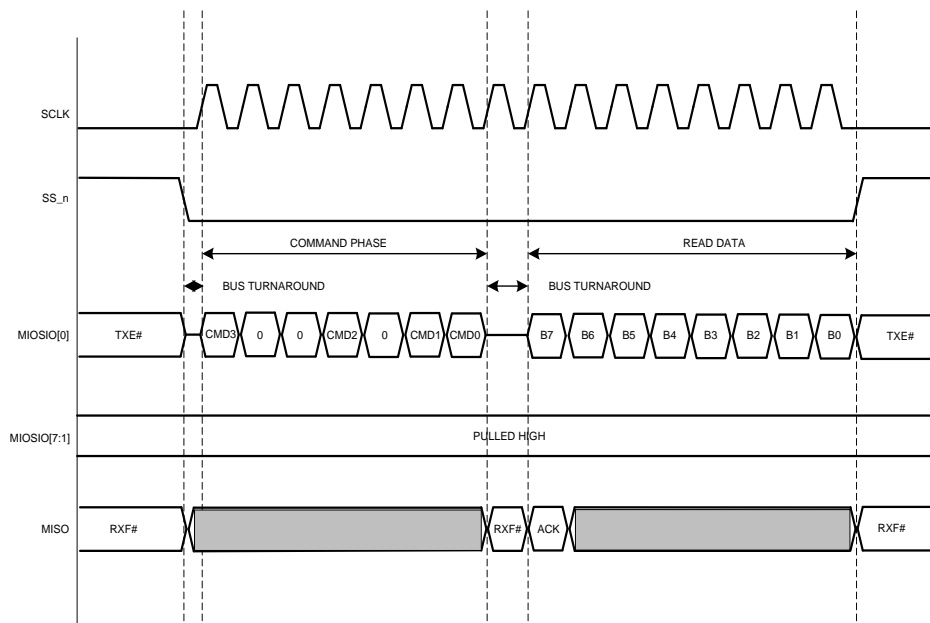 SCLK
SS_n
COMMAND PHASE READ DATA
BUS TURNAROUND BUS TURNAROUND
MIOSIO[0] TXE# CMD3 0 0 CMD2 0 CMD1 CMD0 B7 B6 B5 B4 B3 B2 B1 B0 TXE#
MIOSIO[7:1] PULLED HIGH
MISO RXF# RXF# ACK RXF#